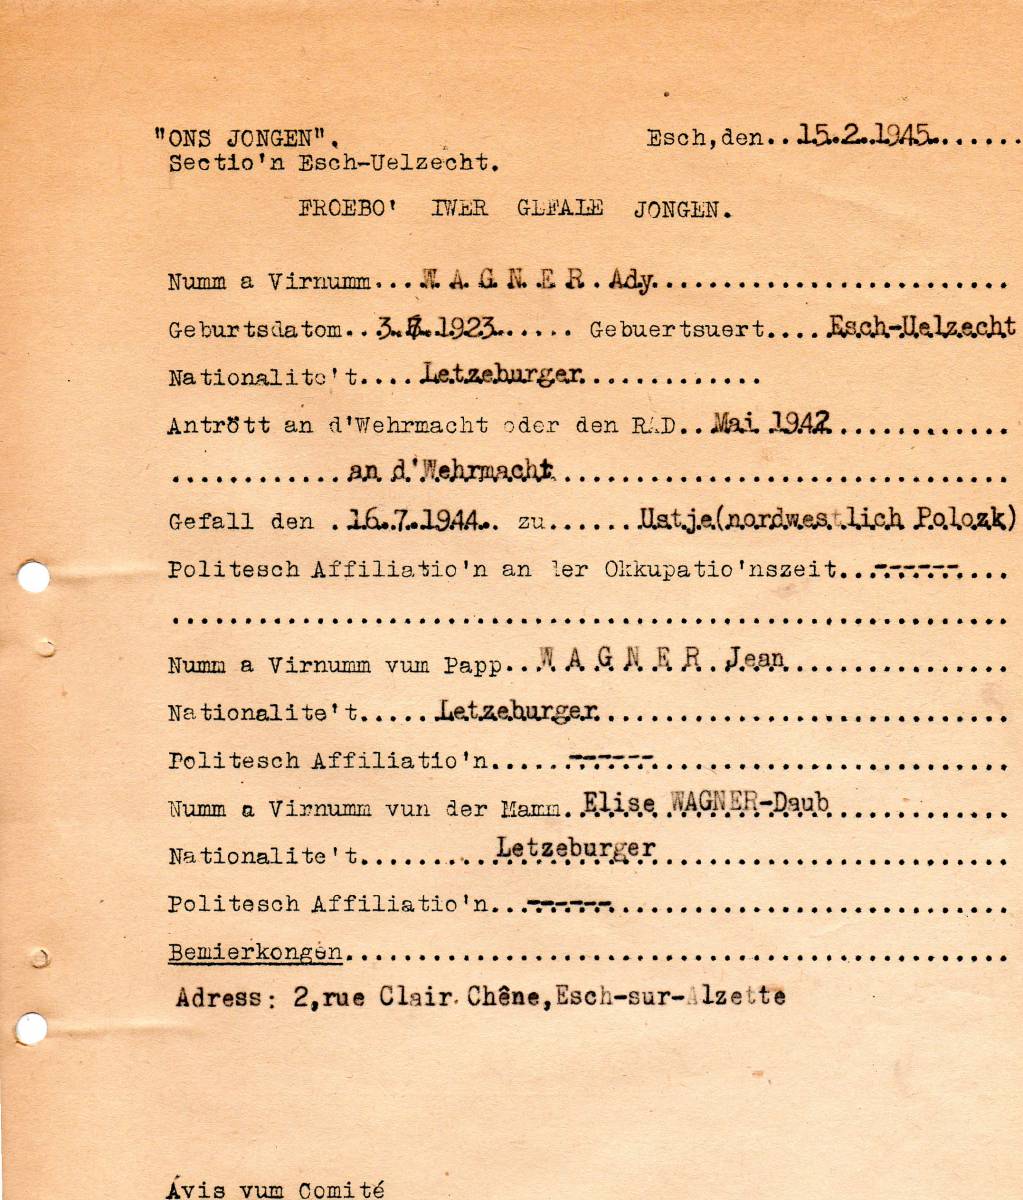 "ONS JONGEN". Esch,den..15.2.1945.......
Sectio'n Esch-Uelzecht.
FROEBO' IWER GEFALE JONGEN.
Numm a Virnumm...W.A.G.N.E.R.Ady..............................
Geburtsdatom.. 1923...... Gebuertsuert....Esch-Uelzecht
Nationalite't....Letzeburger.............
Antrött an d'Wehrmacht oder den RAD..Mai 1942............
............an d.'Wehrmacht................................
Gefall den .16.7.1944.. zu......Ustje(nordwestlich Polozk)
Politesch Affiliatio'n an der Okkupatio'nszeit...-------....
..........................................................
Numm a Virnumm vum Papp..W.A.G.N.E.R.Jean................
Nationalite't.....Letzeburger.............................
Politesch Affiliatio'n.....-------........................
Numm a Virnumm vun der Mamm.Elise WAGNER-Daub.............
Nationalite't.........Letzeburger.........................
Politesch Affiliatio'n...-------..........................
Bemierkongen..............................................
Adress: 2,rue Clair Chêne,Esch-sur-Alzette
Avis vum Comité